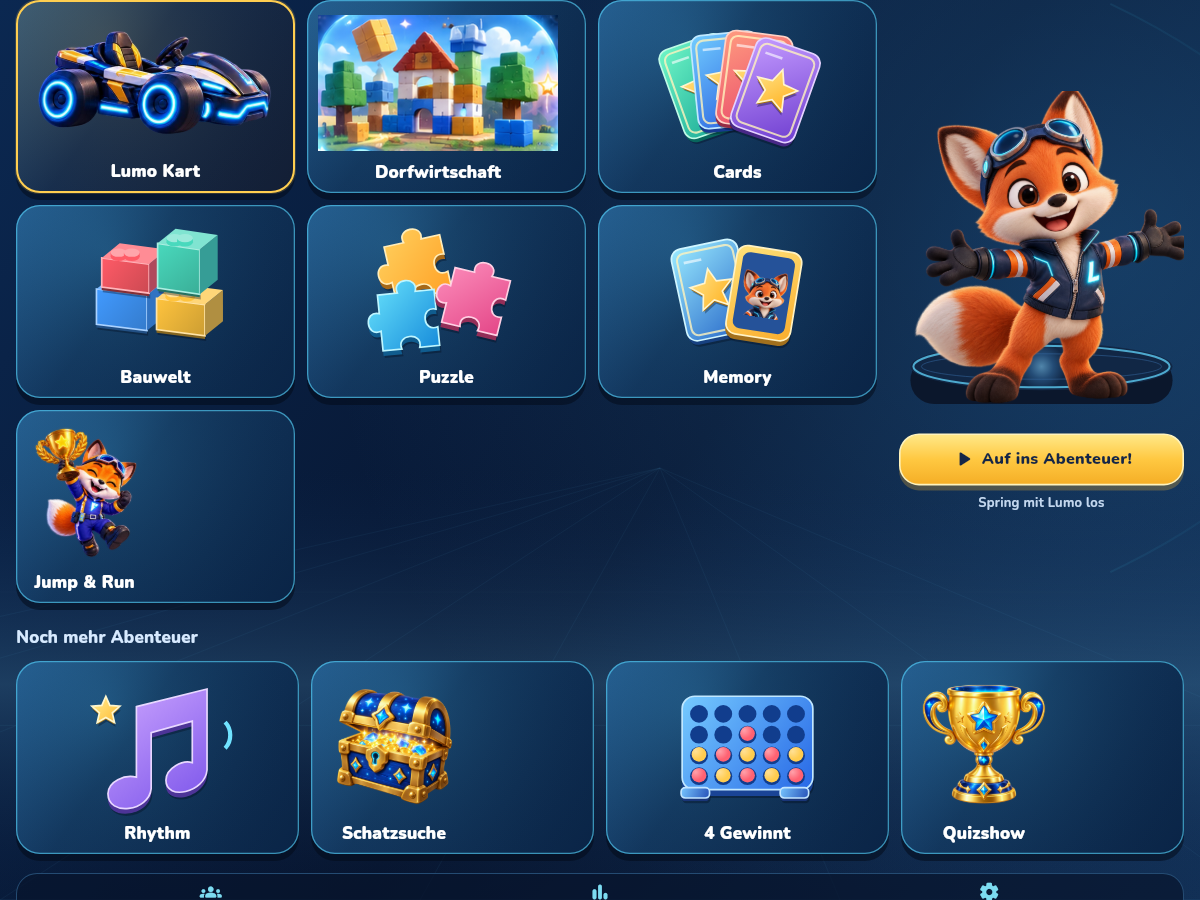 Lumo Kart
Dorfwirtschaft
Cards
Bauwelt
Puzzle
Memory
L
Auf ins Abenteuer!
Spring mit Lumo los
Jump & Run
Noch mehr Abenteuer
Rhythm
Schatzsuche
4 Gewinnt
Quizshow